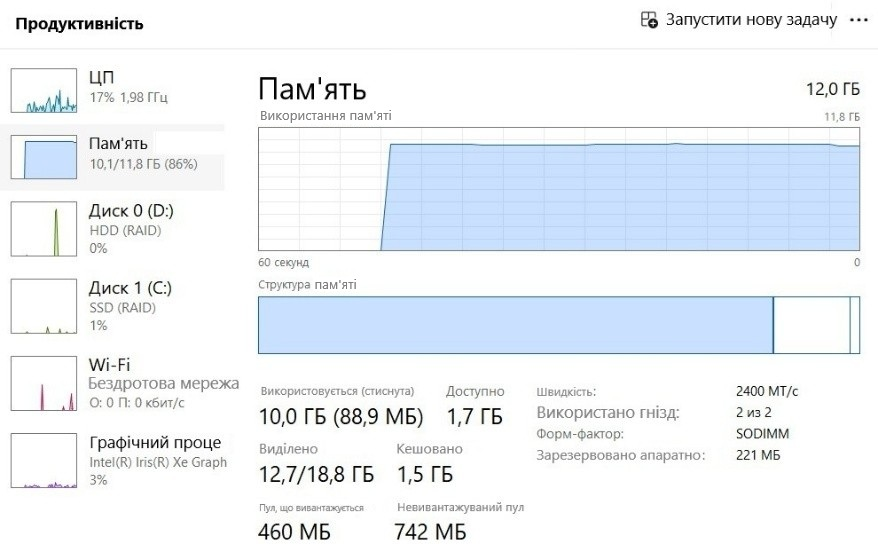 Продуктивність
Запустити нову задачу
ЦП
17% 1,98 ГГц
Пам'ять
10,1/11,8 ГБ (86%)
Диск 0 (D:)
HDD (RAID)
0%
Диск 1 (C:)
SSD (RAID)
1%
Wi-Fi
Бездротова мережа
О: 0 П: 0 кбит/с
Графічний проце
Intel(R) Iris(R) Xe Graph
3%
Пам'ять
12,0 ГБ
Використання пам'яті
11,8 ГБ
60 секунд
0
Структура пам'яті
Використовується (стиснута)
Доступно
10,0 ГБ (88,9 МБ)
1,7 ГБ
Виділено
Кешовано
12,7/18,8 ГБ
1,5 ГБ
Пул, що вивантажується
Невивантажуваний пул
460 МБ
742 МБ
Швидкість:
2400 МТ/с
Використано гнізд:
2 из 2
Форм-фактор:
SODIMM
Зарезервовано апаратно:
221 МБ